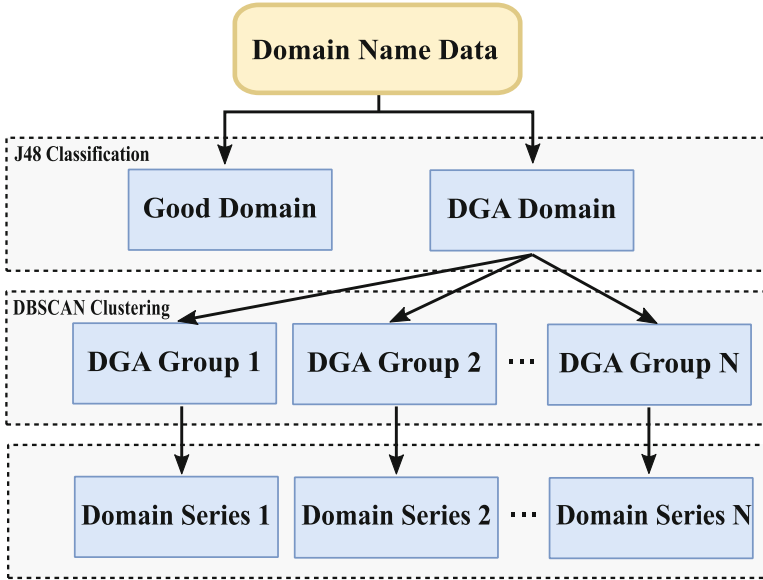 Domain Name Data
J48 Classification
Good Domain
DGA Domain
DBSCAN Clustering
DGA Group 1
DGA Group 2
...
DGA Group N
Domain Series 1
Domain Series 2
...
Domain Series N